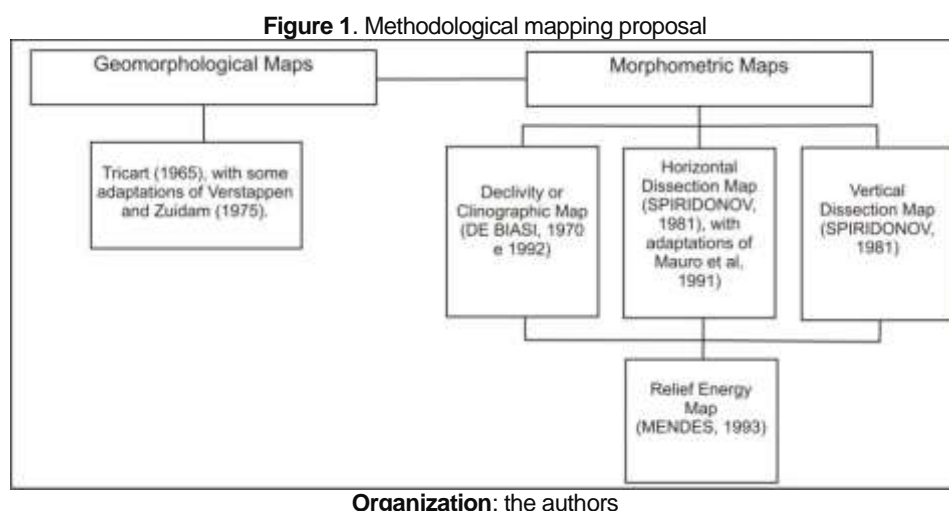 Figure 1. Methodological mapping proposal
Geomorphological Maps
Morphometric Maps
Tricart (1965), with some
adaptations of Verstappen
and Zuidam (1975).
Declivity or
Clinographic Map
(DE BIASI, 1970
e 1992)
Horizontal
Dissection Map
(SPIRIDONOV,
1981), with
adaptations of
Mauro et al,
1991)
Vertical
Dissection Map
(SPIRIDONOV,
1981)
Relief Energy
Map
(MENDES, 1993)
Organization: the authors